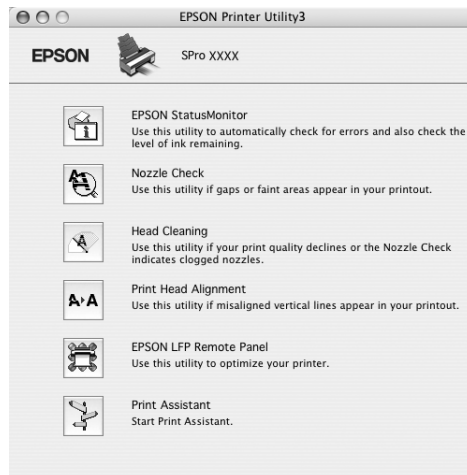 EPSON Printer Utility3
EPSON
SPro XXXX
EPSON StatusMonitor
Use this utility to automatically check for errors and also check the
level of ink remaining.
Nozzle Check
Use this utility if gaps or faint areas appear in your printout.
Head Cleaning
Use this utility if your print quality declines or the Nozzle Check
indicates clogged nozzles.
A▸A
Print Head Alignment
Use this utility if misaligned vertical lines appear in your printout.
EPSON LFP Remote Panel
Use this utility to optimize your printer.
Print Assistant
Start Print Assistant.